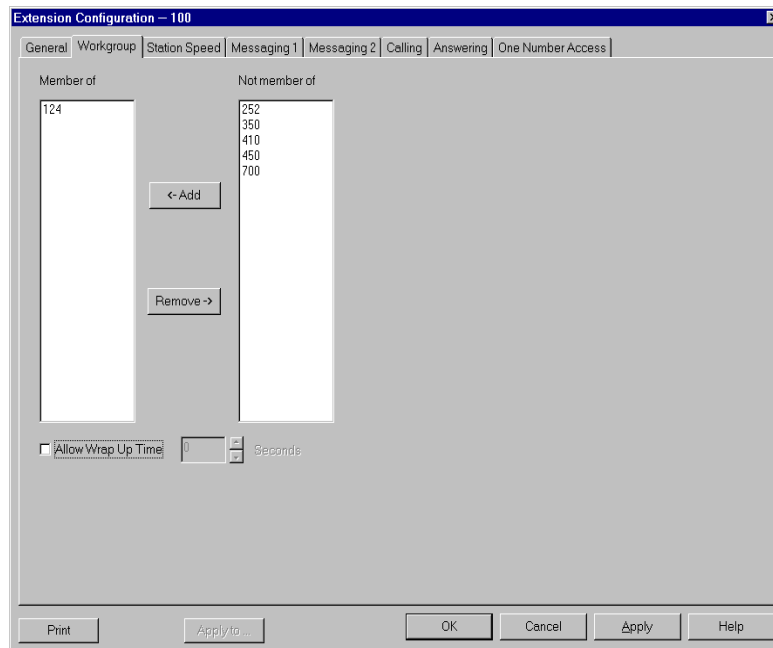 Extension Configuration — 100
General Workgroup Station Speed Messaging 1 Messaging 2 Calling Answering One Number Access
Member of Not member of
124 252
350
410
450
700
<- Add
Remove ->
Allow Wrap Up Time 0 Seconds
Print Apply to ... OK Cancel Apply Help